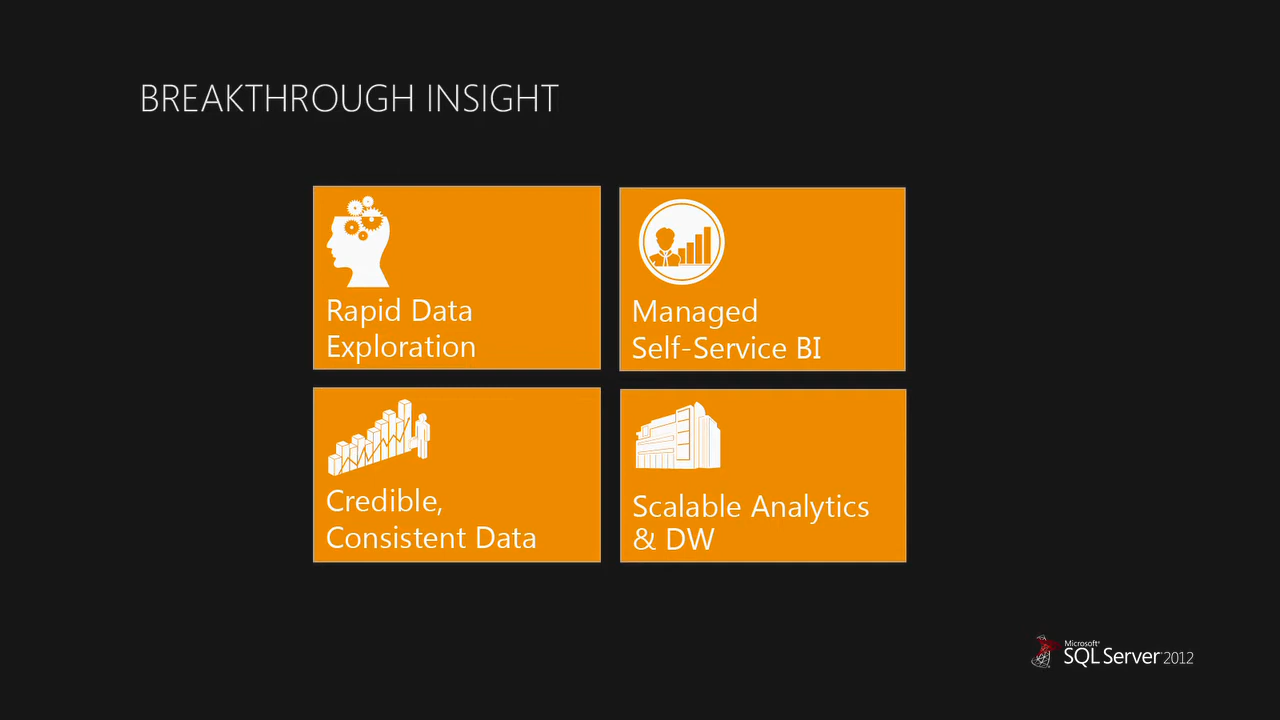 BREAKTHROUGH INSIGHT
Rapid Data
Exploration
Managed
Self-Service BI
Credible,
Consistent Data
Scalable Analytics
& DW
Microsoft®
SQL Server 2012